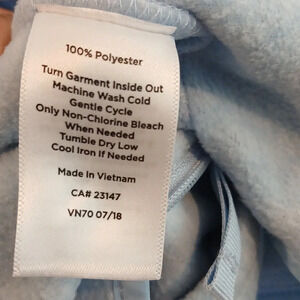 100% Polyester
Turn Garment Inside Out
Machine Wash Cold
Gentle Cycle
Only Non-Chlorine Bleach
When Needed
Tumble Dry Low
Cool Iron If Needed
Made In Vietnam
CA# 23147
VN70 07/18